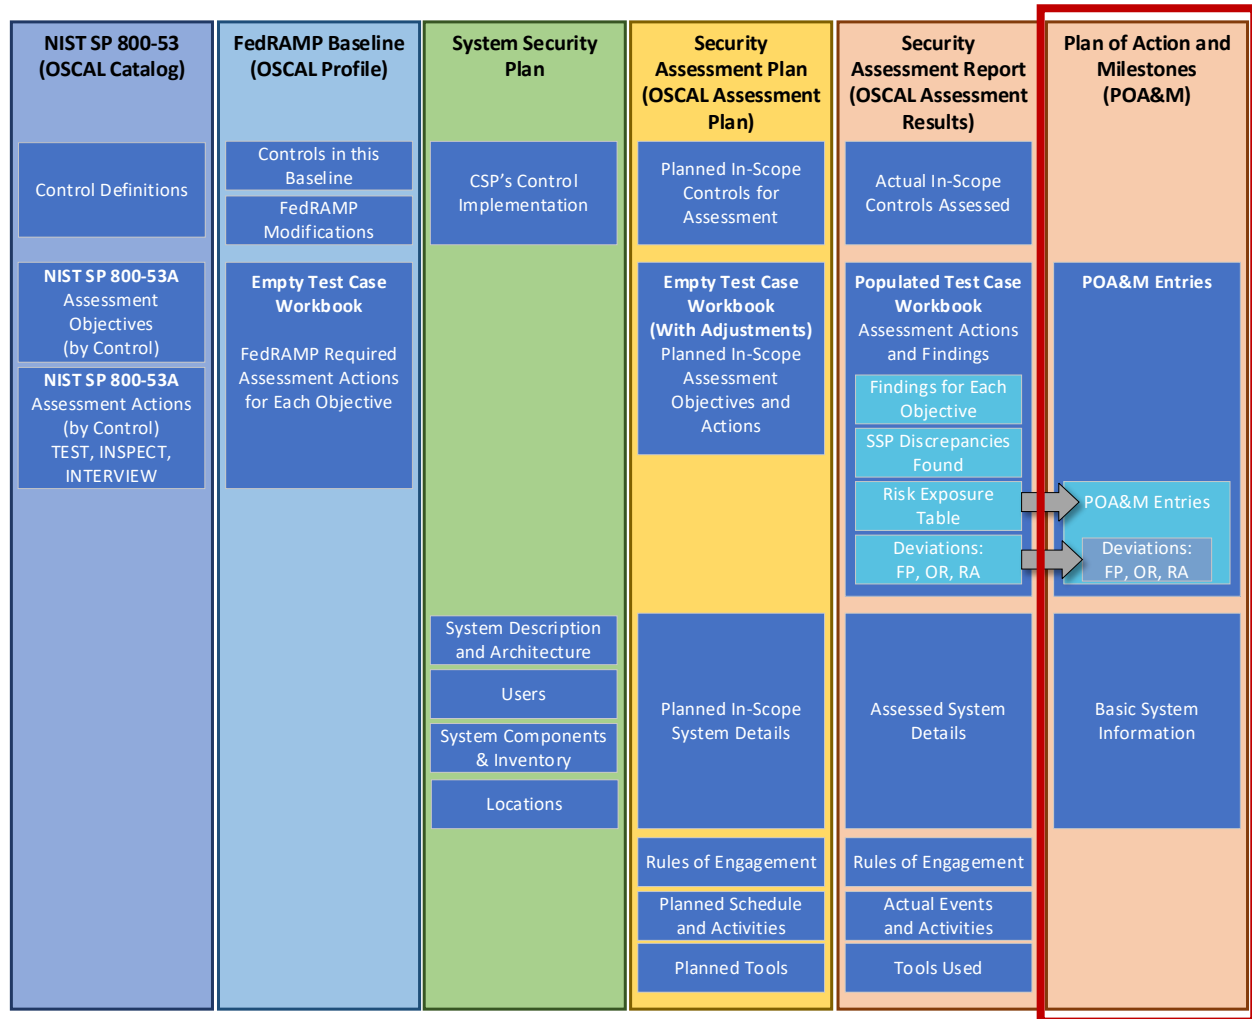 NIST SP 800-53
(OSCAL Catalog)
Control Definitions
NIST SP 800-53A
Assessment
Objectives
(by Control)
NIST SP 800-53A
Assessment Actions
(by Control)
TEST, INSPECT,
INTERVIEW
FedRAMP Baseline
(OSCAL Profile)
Controls in this
Baseline
FedRAMP
Modifications
Empty Test Case
Workbook
FedRAMP Required
Assessment Actions
for Each Objective
System Security
Plan
CSP's Control
Implementation
System Description
and Architecture
Users
System Components
& Inventory
Locations
Security
Assessment Plan
(OSCAL Assessment
Plan)
Planned In-Scope
Controls for
Assessment
Empty Test Case
Workbook
(With Adjustments)
Planned In-Scope
Assessment
Objectives and
Actions
Planned In-Scope
System Details
Rules of Engagement
Planned Schedule
and Activities
Planned Tools
Security
Assessment Report
(OSCAL Assessment
Results)
Actual In-Scope
Controls Assessed
Populated Test Case
Workbook
Assessment Actions
and Findings
Findings for Each
Objective
SSP Discrepancies
Found
Risk Exposure
Table
Deviations:
FP, OR, RA
Assessed System
Details
Rules of Engagement
Actual Events
and Activities
Tools Used
Plan of Action and
Milestones
(POA&M)
POA&M Entries
POA&M Entries
Deviations:
FP, OR, RA
Basic System
Information